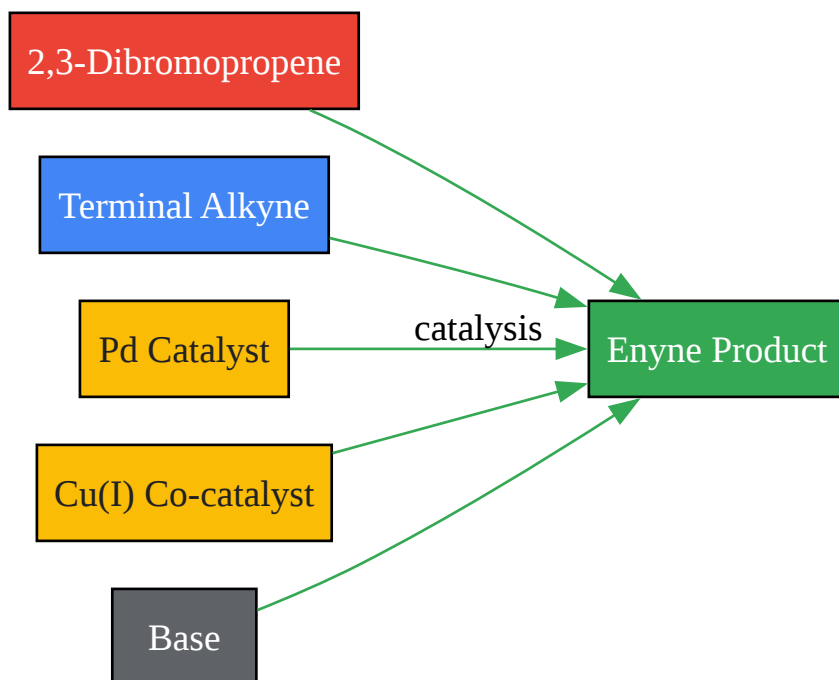 2,3-Dibromopropene
Terminal Alkyne
Pd Catalyst
catalysis
Enyne Product
Cu(I) Co-catalyst
Base